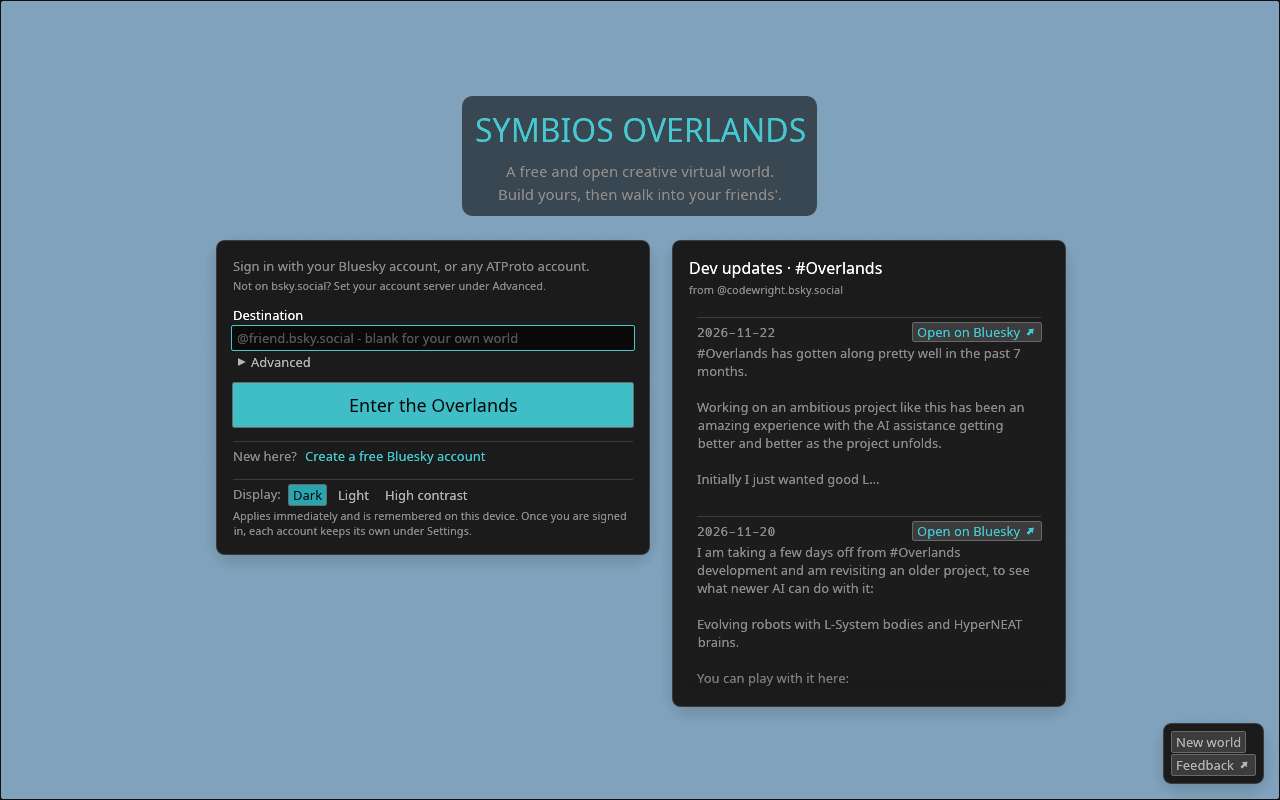 SYMBIOS OVERLANDS
A free and open creative virtual world.
Build yours, then walk into your friends'.
Sign in with your Bluesky account, or any ATProto account.
Not on bsky.social? Set your account server under Advanced.
Destination
@friend.bsky.social - blank for your own world
Advanced
Enter the Overlands
New here? Create a free Bluesky account
Display: Dark Light High contrast
Applies immediately and is remembered on this device. Once you are signed
in, each account keeps its own under Settings.
Dev updates · #Overlands
from @codewright.bsky.social
2026-11-22 Open on Bluesky
#Overlands has gotten along pretty well in the past 7
months.
Working on an ambitious project like this has been an
amazing experience with the AI assistance getting
better and better as the project unfolds.
Initially I just wanted good L...
2026-11-20 Open on Bluesky
I am taking a few days off from #Overlands
development and am revisiting an older project, to see
what newer AI can do with it:
Evolving robots with L-System bodies and HyperNEAT
brains.
You can play with it here:
New world
Feedback